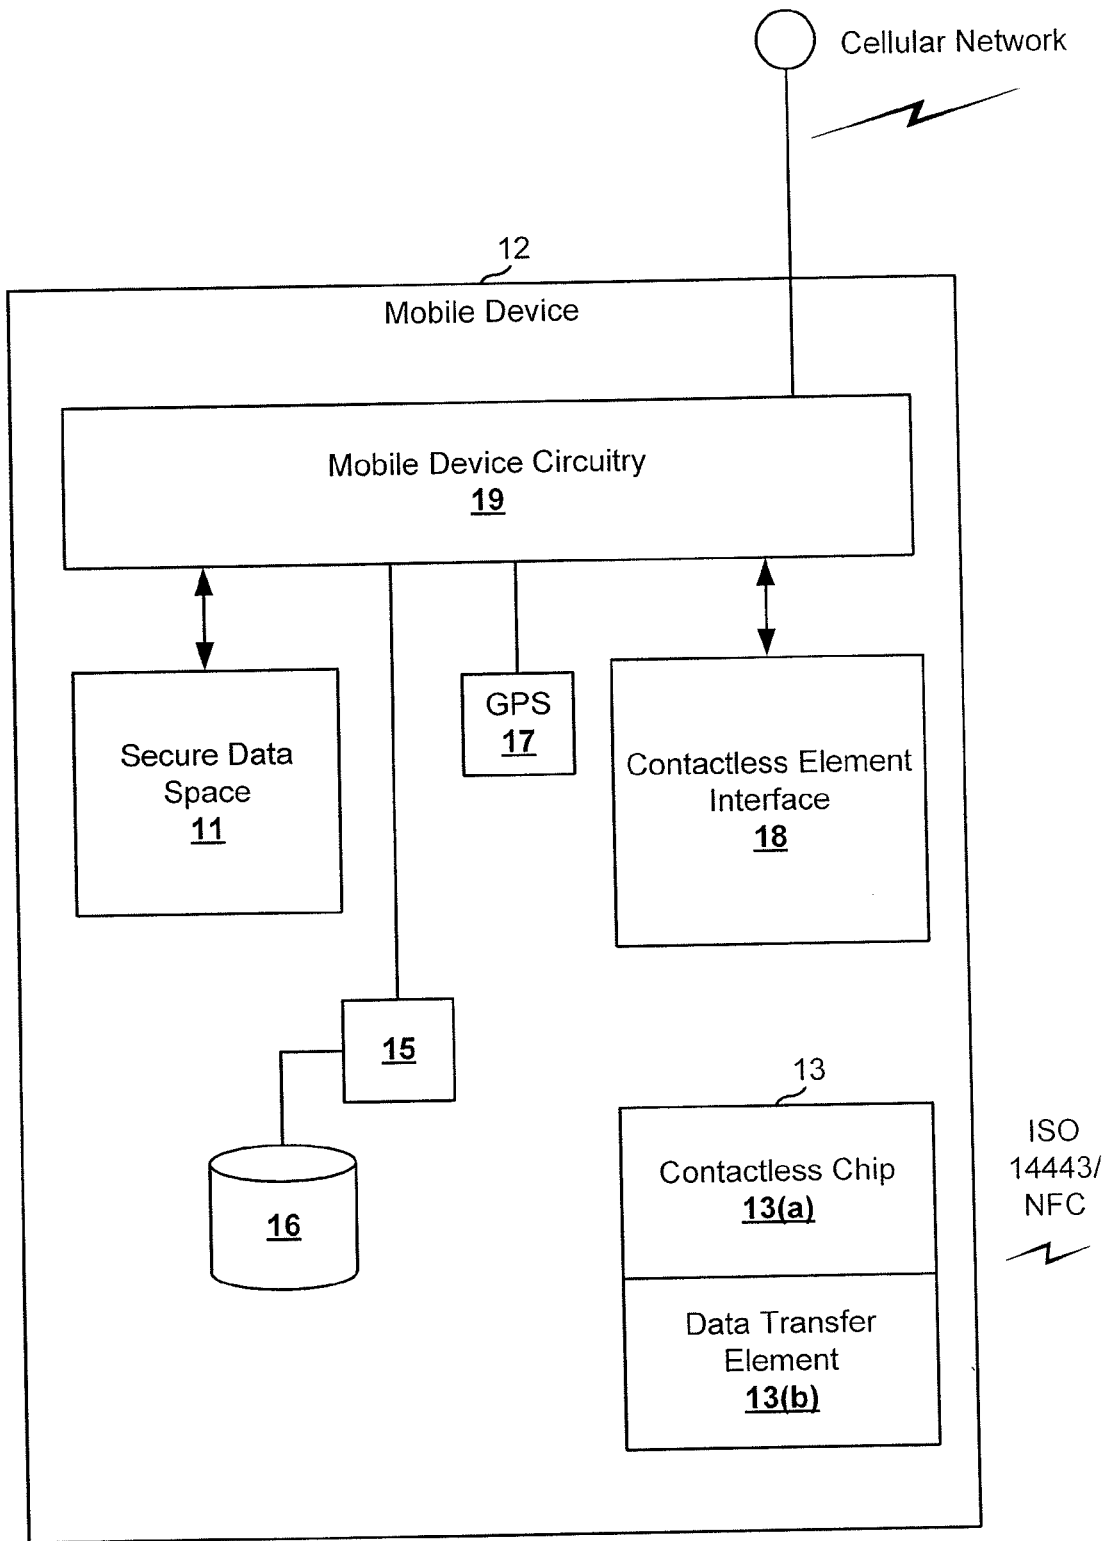 Cellular Network
12
Mobile Device
Mobile Device Circuitry
19
GPS
17
Secure Data
Space
11
Contactless Element
Interface
18
15
13
ISO
14443/
NFC
Contactless Chip
13(a)
16
Data Transfer
Element
13(b)